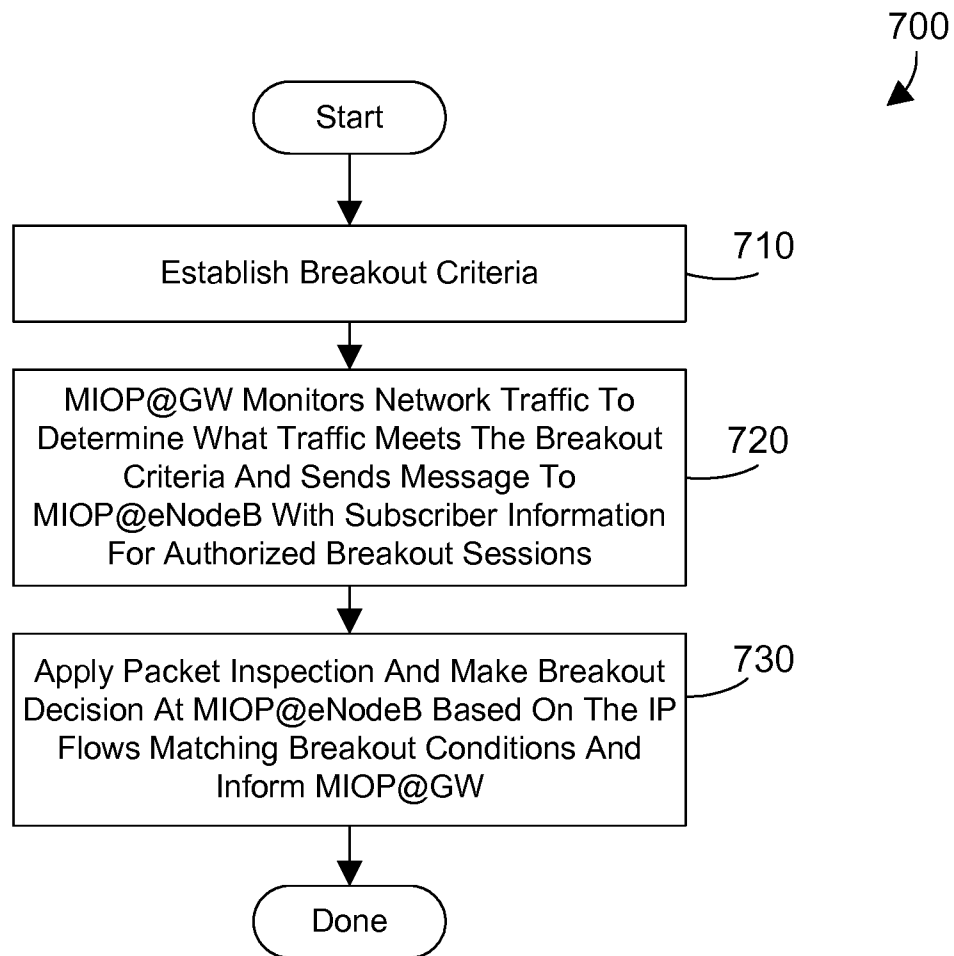 700
Start
Establish Breakout Criteria
710
MIOP@GW Monitors Network Traffic To
Determine What Traffic Meets The Breakout
Criteria And Sends Message To
MIOP@eNodeB With Subscriber Information
For Authorized Breakout Sessions
720
Apply Packet Inspection And Make Breakout
Decision At MIOP@eNodeB Based On The IP
Flows Matching Breakout Conditions And
Inform MIOP@GW
730
Done